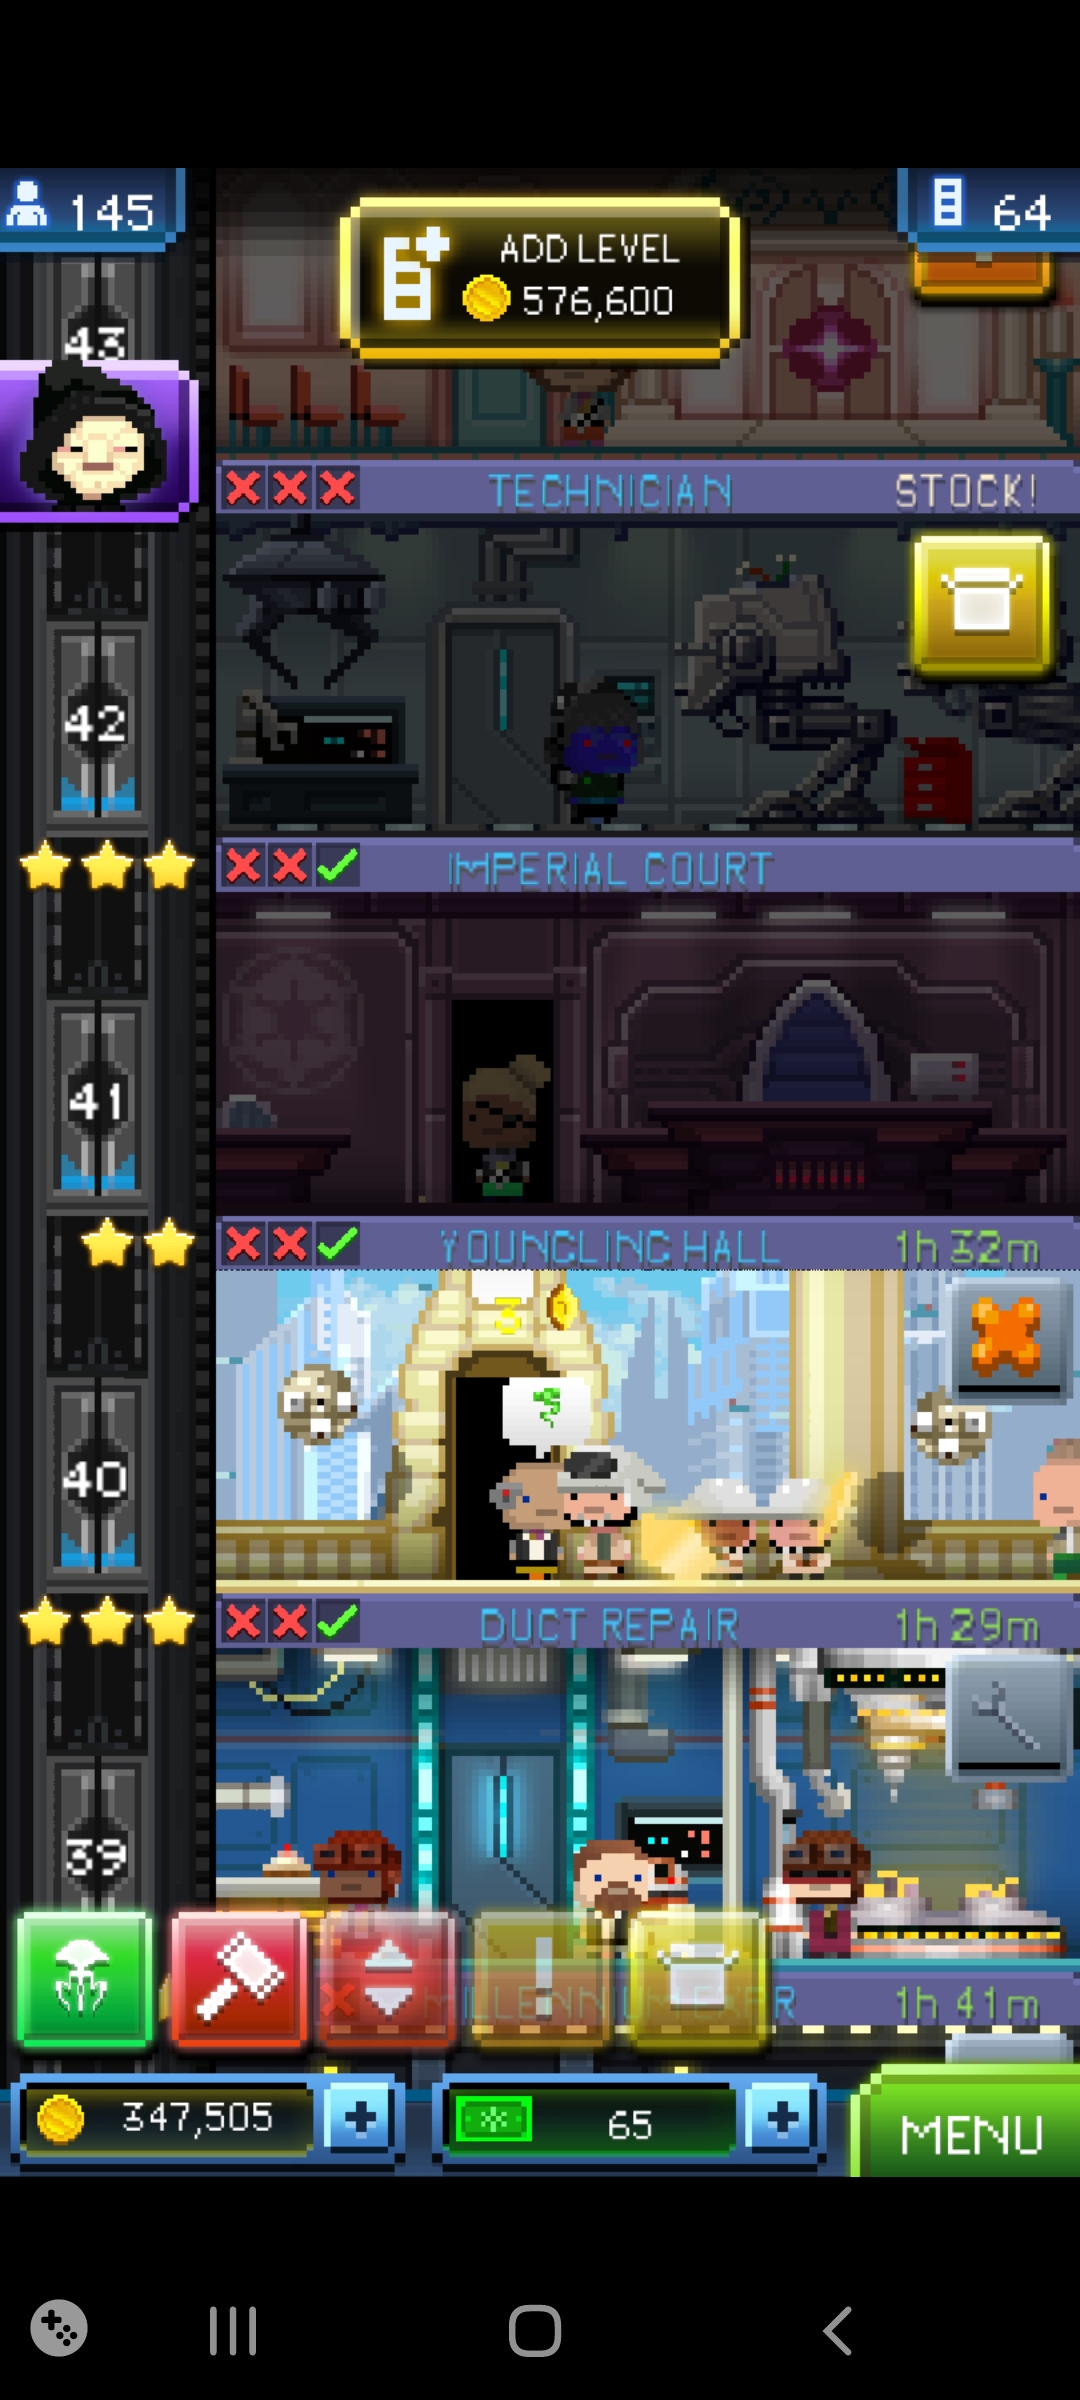 145
ADD LEVEL
576,600
64
43
TECHNICIAN
STOCK!
42
IMPERIAL COURT
41
YOUNGLING HALL
1h 32m
3
40
DUCT REPAIR
1h 29m
39
1h 41m
347,505
65
MENU